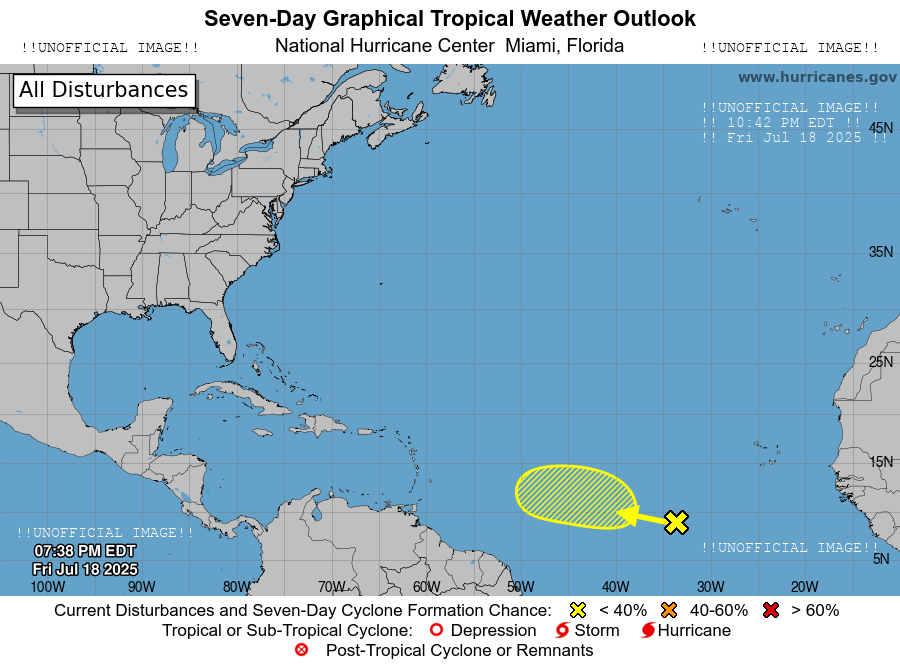 Seven-Day Graphical Tropical Weather Outlook
!!UNOFFICIAL IMAGE!! National Hurricane Center Miami, Florida !!UNOFFICIAL IMAGE!!
All Disturbances
www.hurricanes.gov
!!UNOFFICIAL IMAGE!!
!! 10:42 PM EDT !!
!! Fri Jul 18 2025 !!
45N
35N
25N
15N
!!UNOFFICIAL IMAGE!!
07:38 PM EDT
Fri Jul 18 2025
!!UNOFFICIAL IMAGE!!
5N
100W 90W 80W 70W 60W 50W 40W 30W 20W
Current Disturbances and Seven-Day Cyclone Formation Chance: < 40% 40-60% > 60%
Tropical or Sub-Tropical Cyclone: Depression Storm Hurricane
Post-Tropical Cyclone or Remnants